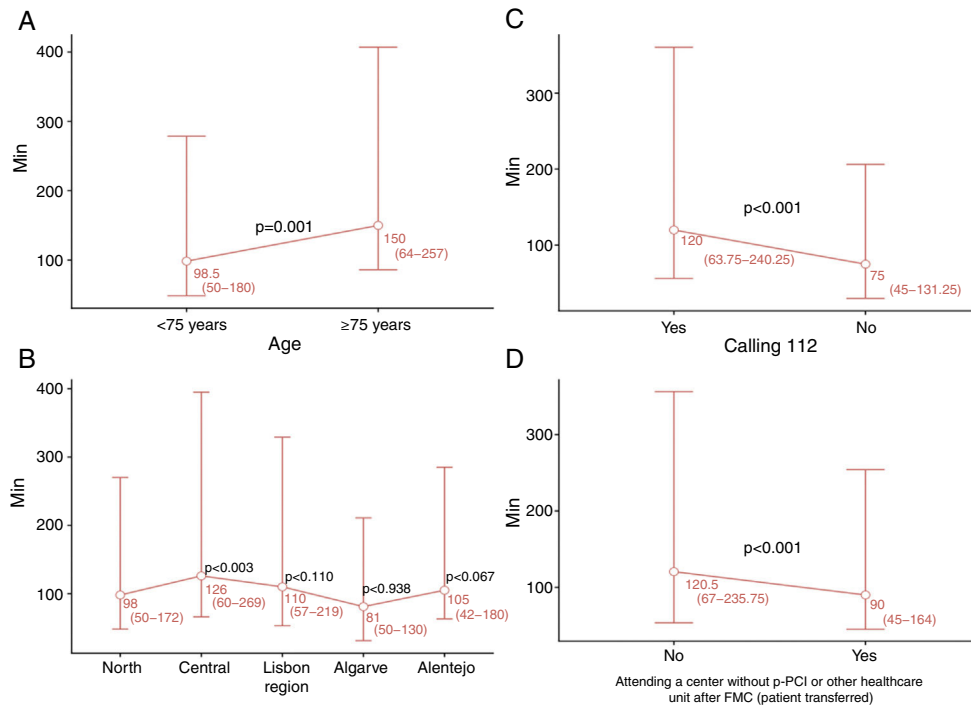 A
400
300
200
100
Min
p=0.001
98.5
(50–180)
150
(64–257)
<75 years
≥75 years
Age
B
400
300
200
100
Min
p<0.003
p<0.110
p<0.938
p<0.067
98
(50–172)
126
(60–269)
110
(57–219)
81
(50–130)
105
(42–180)
North
Central
Lisbon
region
Algarve
Alentejo
C
300
200
100
Min
p<0.001
120
(63.75–240.25)
75
(45–131.25)
Yes
No
Calling 112
D
300
200
100
Min
p<0.001
120.5
(67–235.75)
90
(45–164)
No
Yes
Attending a center without p-PCI or other healthcare
unit after FMC (patient transferred)